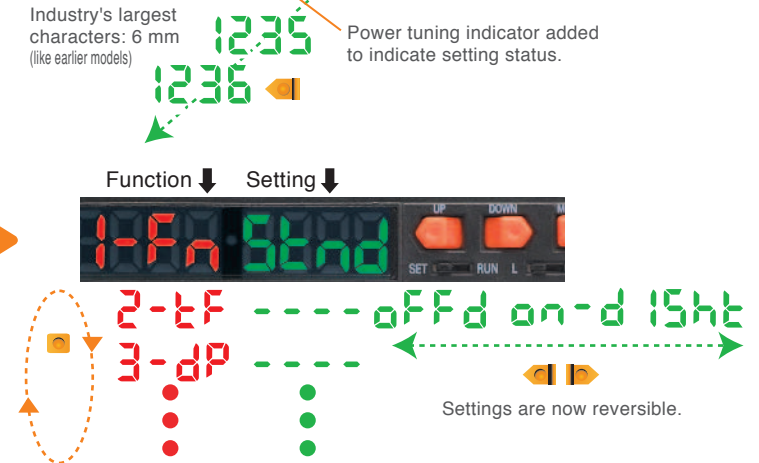 Industry's largest
characters: 6 mm
(like earlier models)
1235
Power tuning indicator added
to indicate setting status.
1236
Function Setting
1-Fn Stnd
UP DOWN
SET RUN L
2-tF ---- oFFd on-d 1Sht
3-dP ----
Settings are now reversible.